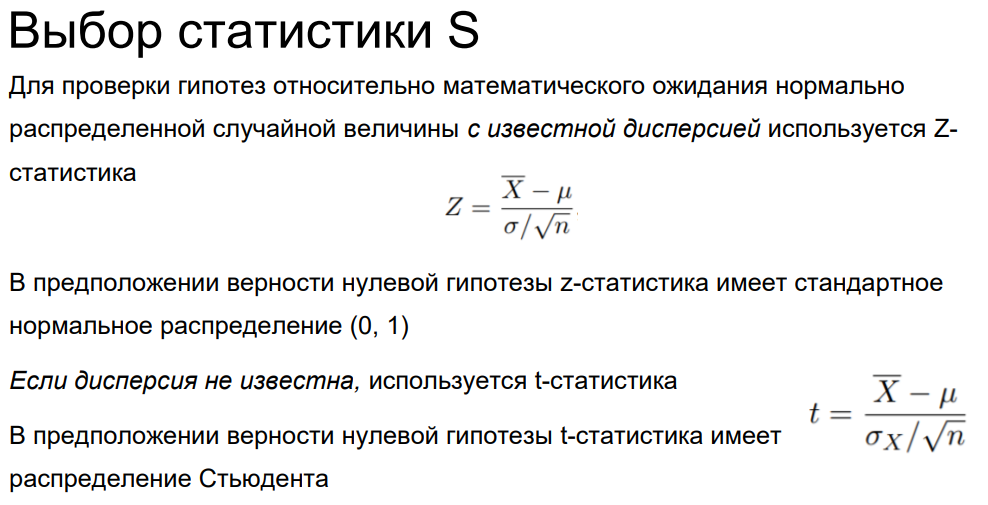 Выбор статистики S
Для проверки гипотез относительно математического ожидания нормально
распределенной случайной величины с известной дисперсией используется Z-
статистика
Z = \frac{\overline{X} - \mu}{\sigma / \sqrt{n}}
В предположении верности нулевой гипотезы z-статистика имеет стандартное
нормальное распределение (0, 1)
Если дисперсия не известна, используется t-статистика
t = \frac{\overline{X} - \mu}{\sigma_X / \sqrt{n}}
В предположении верности нулевой гипотезы t-статистика имеет
распределение Стьюдента